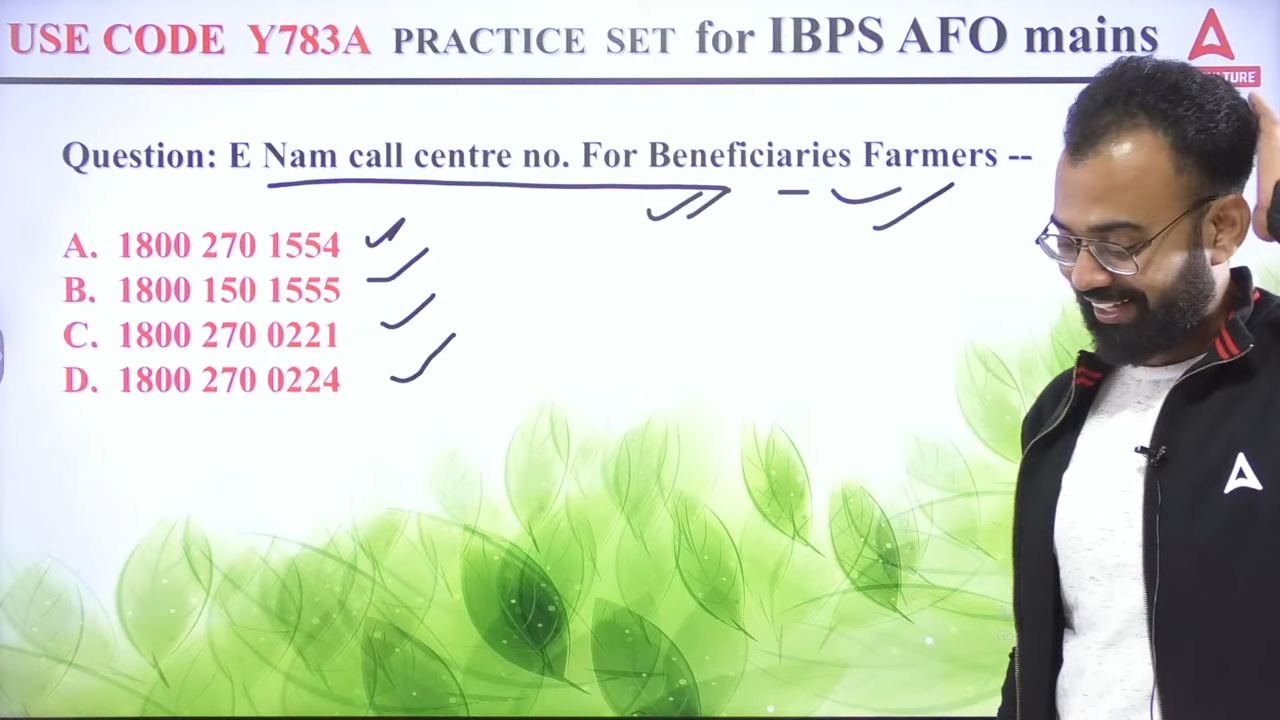 USE CODE Y783A PRACTICE SET for IBPS AFO mains
Question: E Nam call centre no. For Beneficiaries Farmers --
A. 1800 270 1554
B. 1800 150 1555
C. 1800 270 0221
D. 1800 270 0224